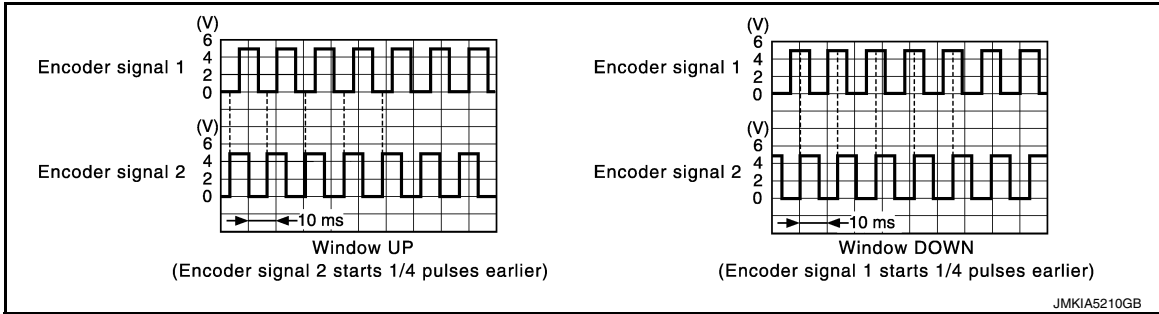 (V)
6
4
2
0
Encoder signal 1
(V)
6
4
2
0
Encoder signal 2
10 ms
Window UP
(Encoder signal 2 starts 1/4 pulses earlier)
(V)
6
4
2
0
Encoder signal 1
(V)
6
4
2
0
Encoder signal 2
10 ms
Window DOWN
(Encoder signal 1 starts 1/4 pulses earlier)
JMKIA5210GB